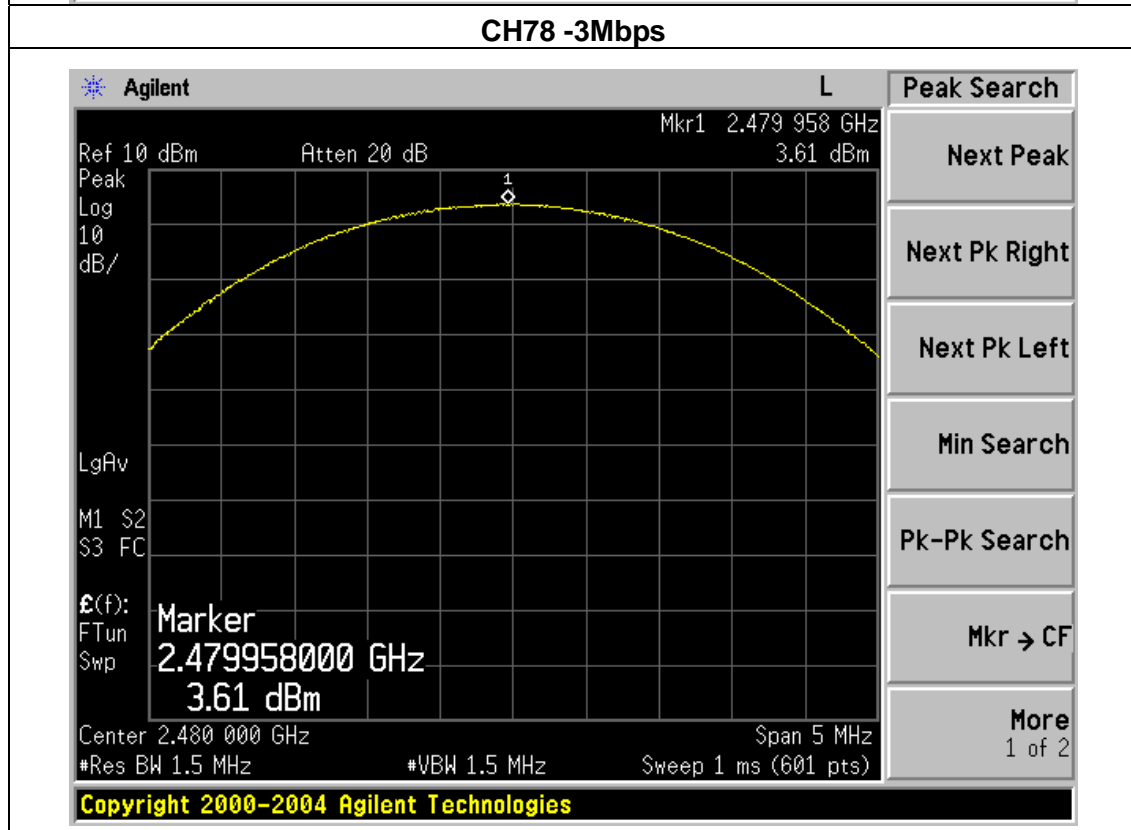 CH78 -3Mbps
Agilent L Peak Search
Mkr1 2.479 958 GHz
Ref 10 dBm Atten 20 dB 3.61 dBm
Peak
Log
10
dB/
1
LgAv
M1 S2
S3 FC
£(f):
FTun
Swp
Marker
2.479958000 GHz
3.61 dBm
Center 2.480 000 GHz Span 5 MHz
#Res BW 1.5 MHz #VBW 1.5 MHz Sweep 1 ms (601 pts)
Copyright 2000-2004 Agilent Technologies
Next Peak
Next Pk Right
Next Pk Left
Min Search
Pk-Pk Search
Mkr → CF
More
1 of 2